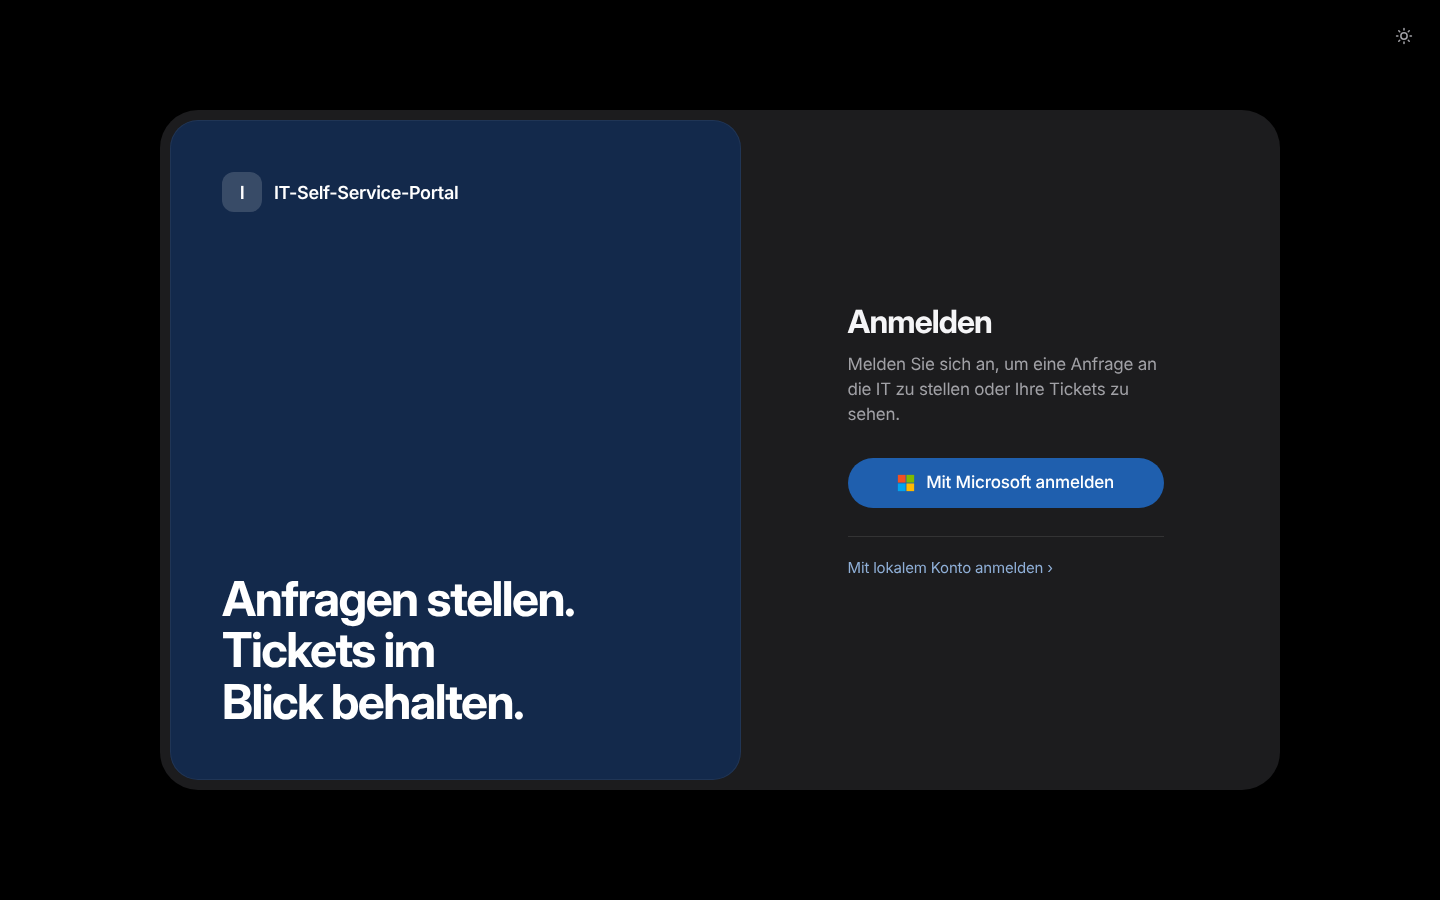 I IT-Self-Service-Portal
Anfragen stellen.
Tickets im
Blick behalten.
Anmelden
Melden Sie sich an, um eine Anfrage an
die IT zu stellen oder Ihre Tickets zu
sehen.
Mit Microsoft anmelden
Mit lokalem Konto anmelden ›